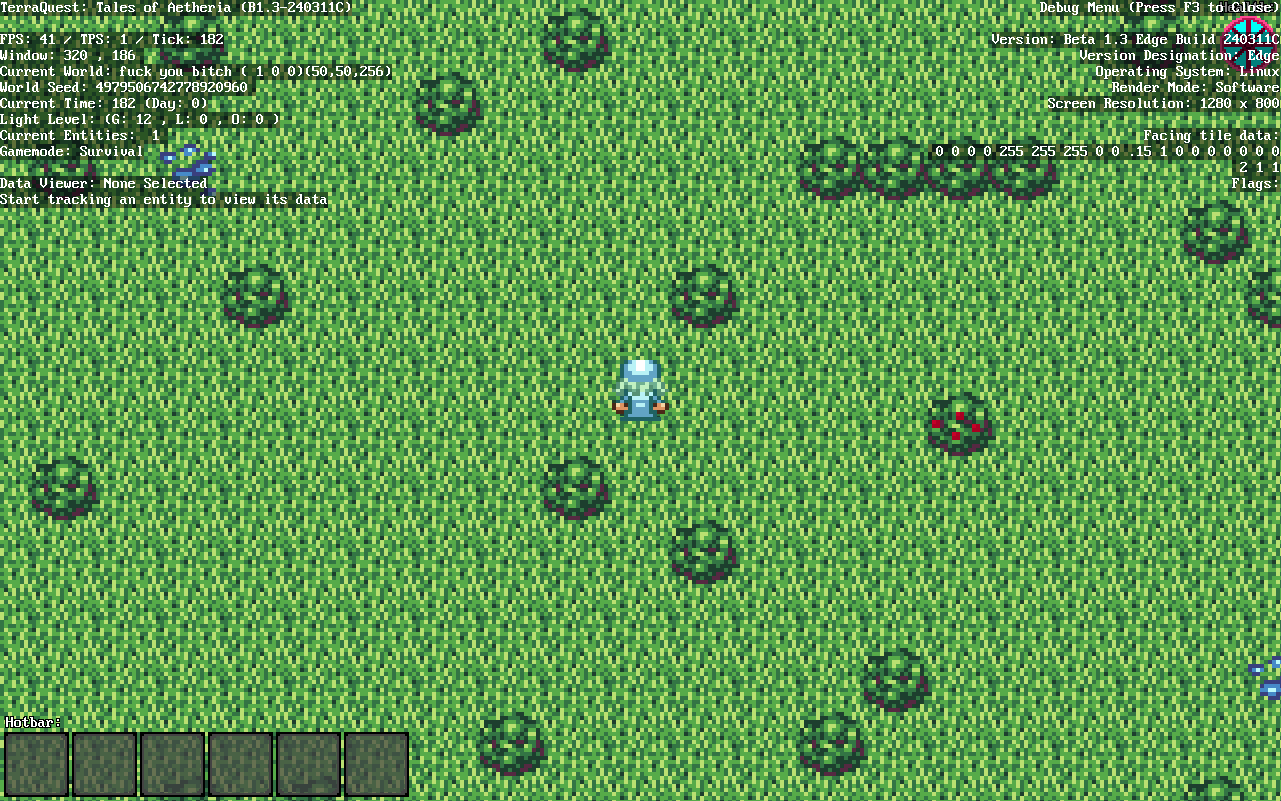 TerraQuest: Tales of Aetheria (B1.3-240311C)
FPS: 41 / TPS: 1 / Tick: 182
Window: 320 , 186
Current World: fuck you bitch ( 1 0 0)(50,50,256)
World Seed: 4979506742778920960
Current Time: 182 (Day: 0)
Light Level: (G: 12 , L: 0 , O: 0 )
Current Entities: 1
Gamemode: Survival
Data Viewer: None Selected
Start tracking an entity to view its data
Debug Menu (Press F3 to Close)
Version: Beta 1.3 Edge Build 240311C
Version Designation: Edge
Operating System: Linux
Render Mode: Software
Screen Resolution: 1280 x 800
Facing tile data:
0 0 0 0 255 255 255 0 0 .15 1 0 0 0 0 0 0 0
2 1 1
Flags:
Hotbar: